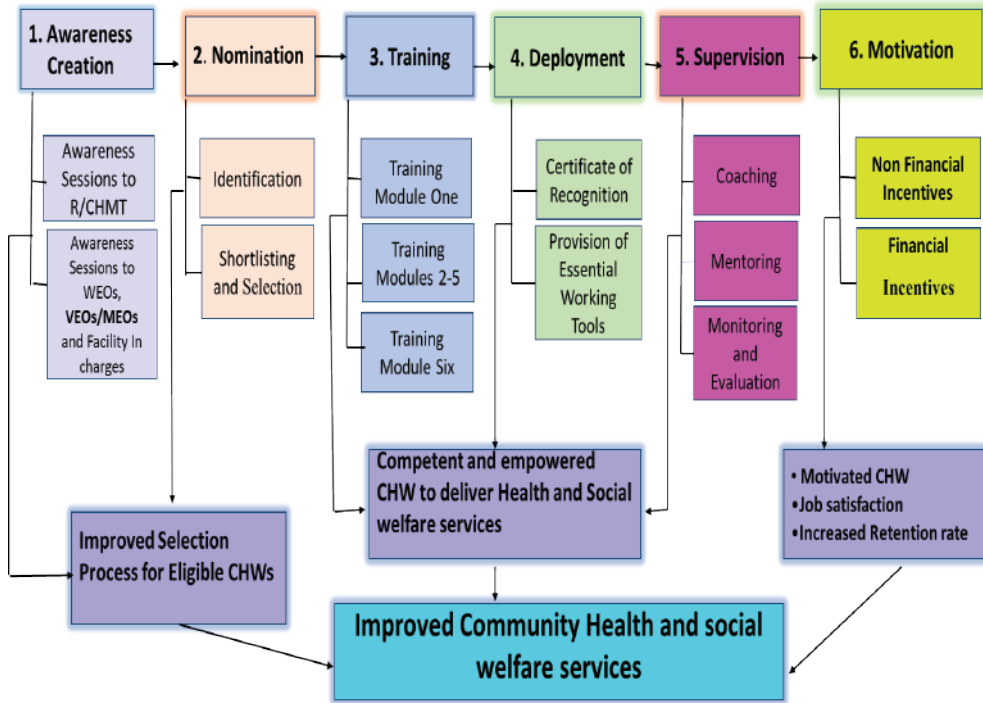 1. Awareness
Creation
2. Nomination
3. Training
4. Deployment
5. Supervision
6. Motivation
Awareness
Sessions to
R/CHMT
Awareness
Sessions to
WEOs,
VEOs/MEOs
and Facility In
charges
Identification
Shortlisting
and Selection
Training
Module One
Training
Modules 2-5
Training
Module Six
Certificate of
Recognition
Provision of
Essential
Working
Tools
Coaching
Mentoring
Monitoring
and
Evaluation
Non Financial
Incentives
Financial
Incentives
Improved Selection
Process for Eligible CHWs
Competent and empowered
CHW to deliver Health and Social
welfare services
• Motivated CHW
• Job satisfaction
• Increased Retention rate
Improved Community Health and social
welfare services